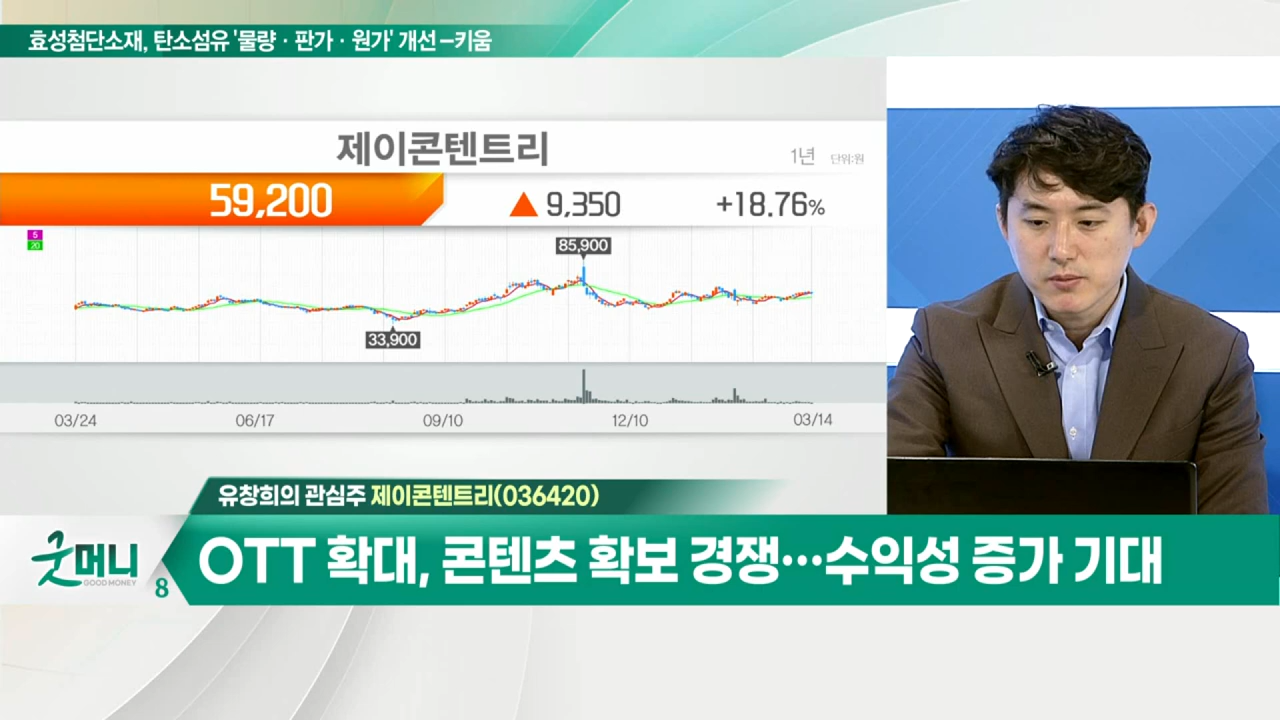 효성첨단소재, 탄소섬유 '물량·판가·원가' 개선-키움
제이콘텐트리
1년 단위:원
59,200 ▲ 9,350 +18.76%
5
20
85,900
33,900
03/24 06/17 09/10 12/10 03/14
유창희의 관심주 제이콘텐트리(036420)
굿머니
GOOD MONEY
8
OTT 확대, 콘텐츠 확보 경쟁…수익성 증가 기대